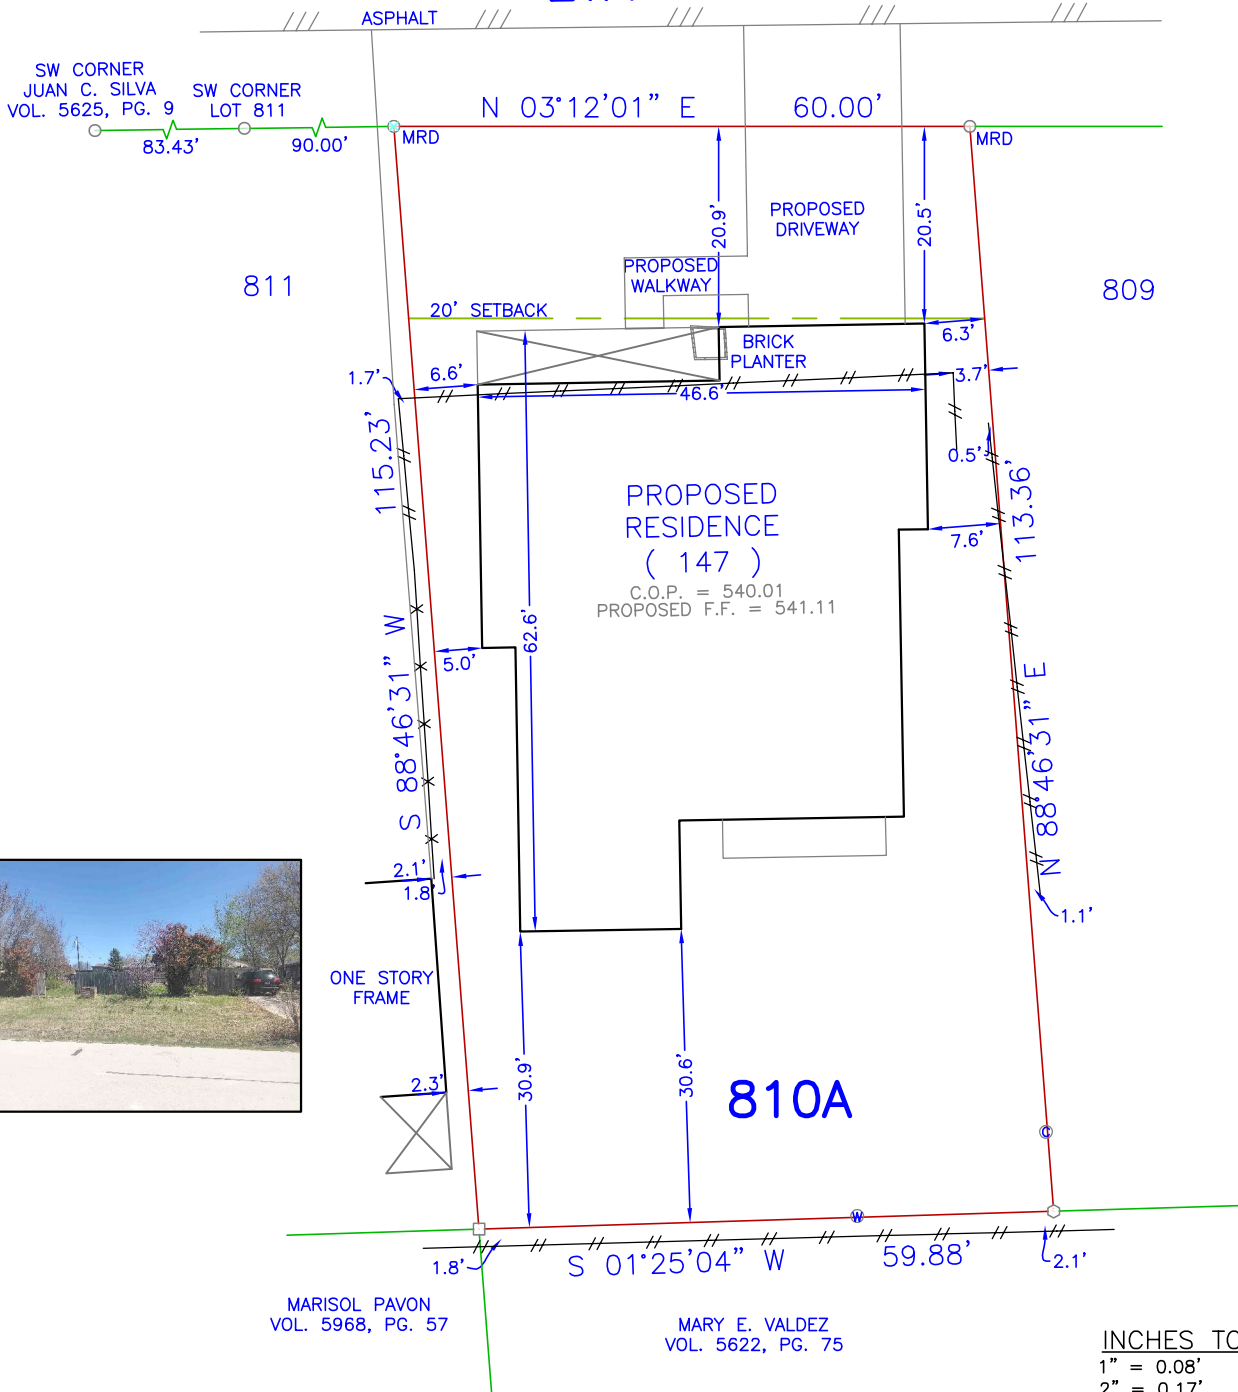 ASPHALT
SW CORNER
JUAN C. SILVA
VOL. 5625, PG. 9
SW CORNER
LOT 811
83.43'
90.00'
MRD
N 03°12'01" E 60.00'
MRD
20.9'
PROPOSED
DRIVEWAY
20.5'
811
PROPOSED
WALKWAY
809
20' SETBACK
BRICK
PLANTER
6.3'
1.7'
6.6'
46.6'
3.7'
115.23'
0.5'
113.36'
PROPOSED
RESIDENCE
( 147 )
C.O.P. = 540.01
PROPOSED F.F. = 541.11
7.6'
62.6'
5.0'
S 88°46'31" W
N 88°46'31" E
2.1'
1.8'
1.1'
ONE STORY
FRAME
2.3'
30.9'
30.6'
810A
C
W
1.8'
S 01°25'04" W 59.88'
2.1'
MARISOL PAVON
VOL. 5968, PG. 57
MARY E. VALDEZ
VOL. 5622, PG. 75
INCHES TO
1" = 0.08'
2" = 0.17'